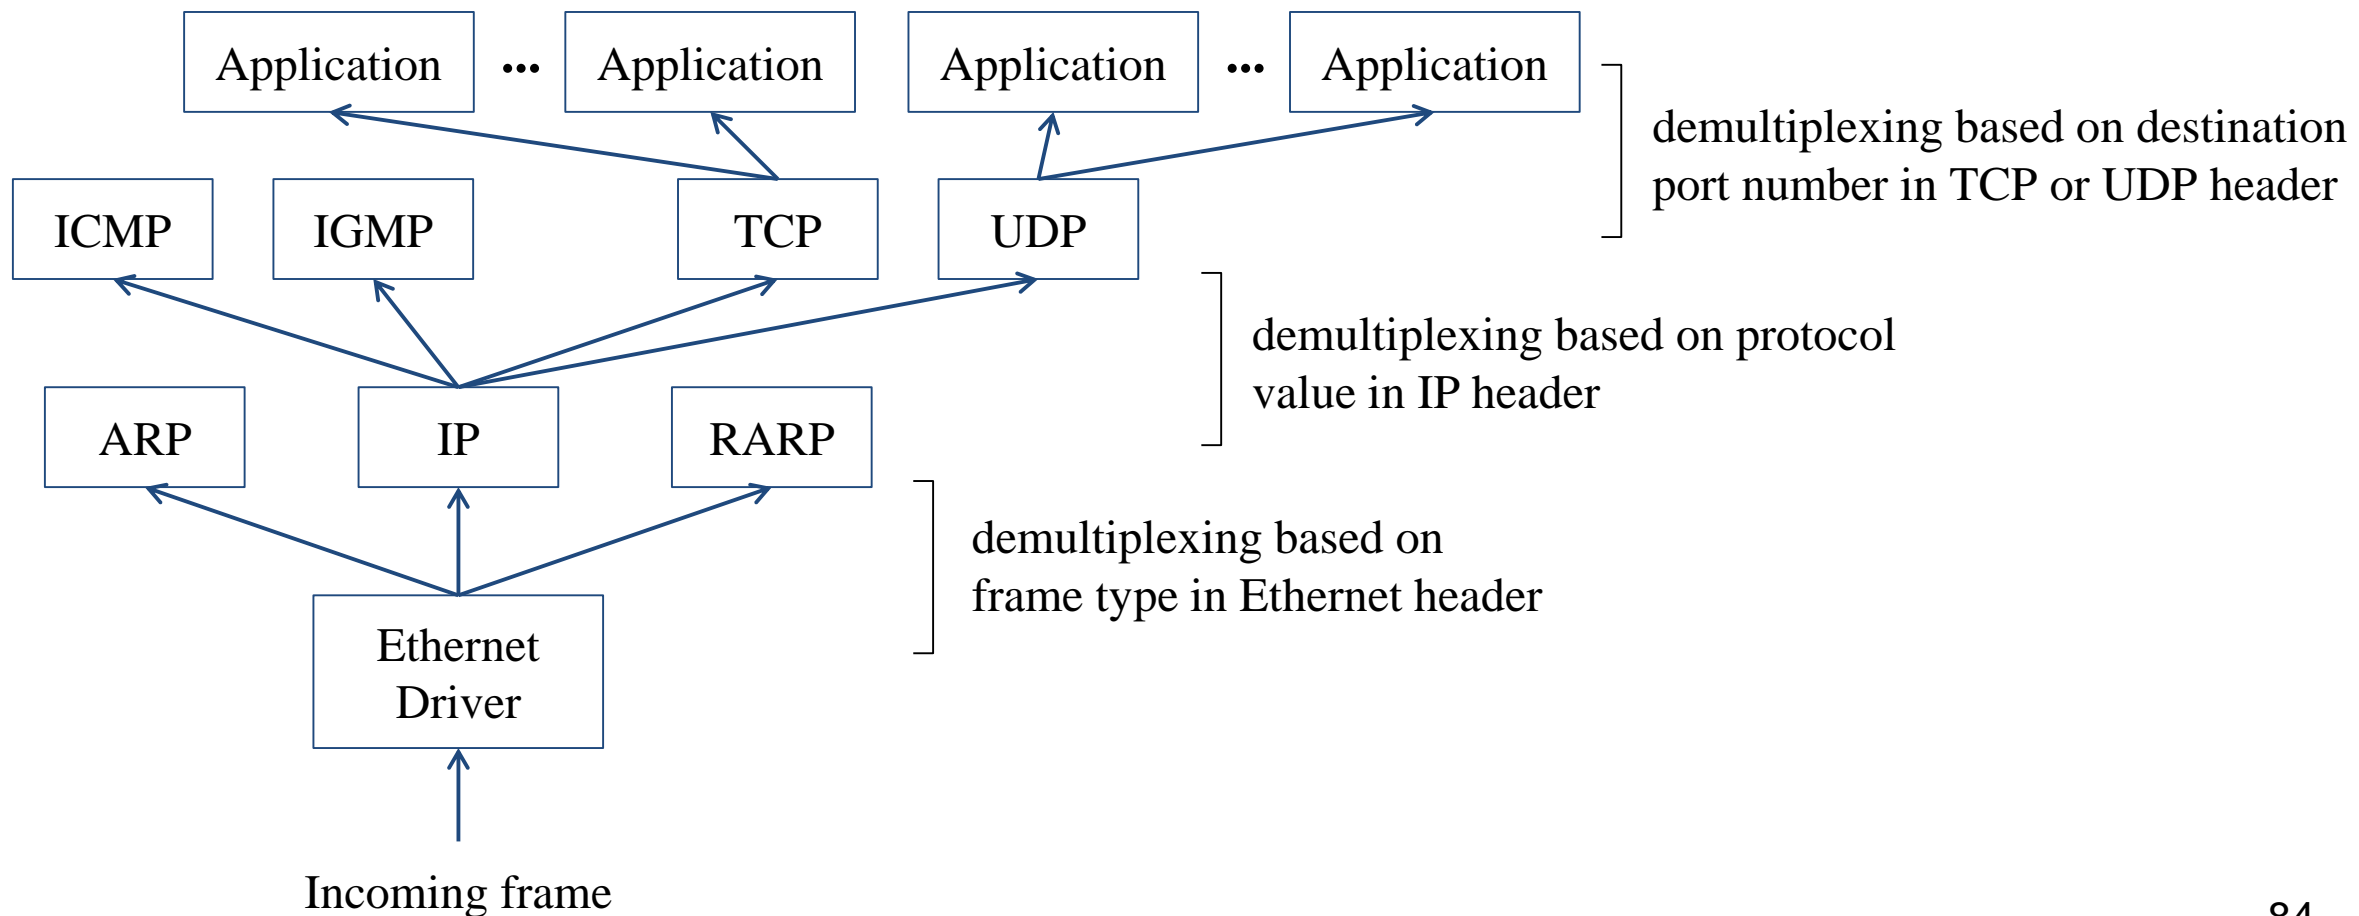 Application ... Application Application ... Application
demultiplexing based on destination
port number in TCP or UDP header
ICMP IGMP TCP UDP
demultiplexing based on protocol
value in IP header
ARP IP RARP
demultiplexing based on
frame type in Ethernet header
Ethernet
Driver
Incoming frame
84